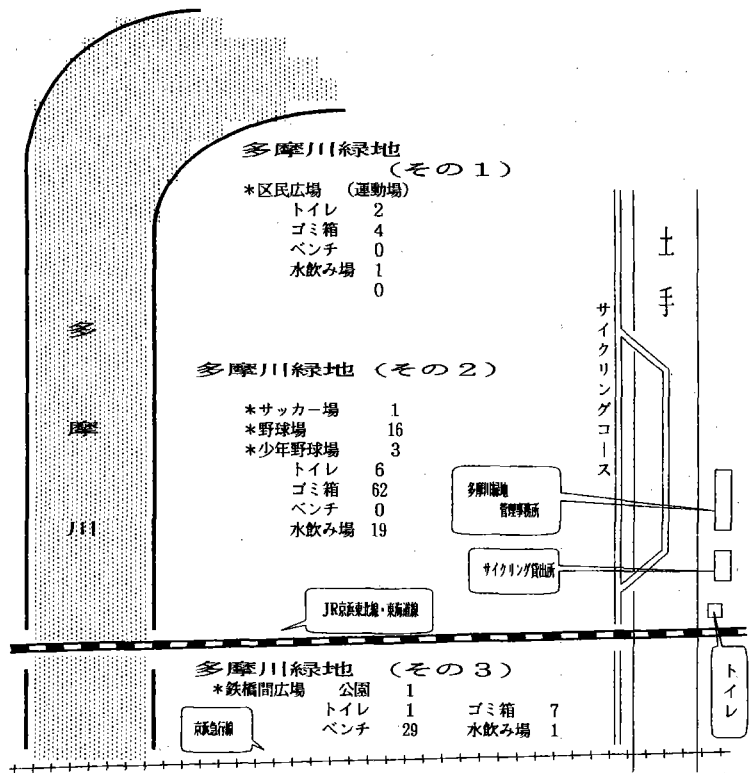 多摩川緑地
(その1)
*区民広場 (運動場)
トイレ 2
ゴミ箱 4
ベンチ 0
水飲み場 1
0
土手
サイクリングコース
多摩川
多摩川緑地 (その2)
*サッカー場 1
*野球場 16
*少年野球場 3
トイレ 6
ゴミ箱 62
ベンチ 0
水飲み場 19
多摩川緑地
管理事務所
サイクリング貸出所
JR京浜東北線・東海道線
トイレ
多摩川緑地 (その3)
*鉄橋間広場 公園 1
トイレ 1 ゴミ箱 7
ベンチ 29 水飲み場 1
京浜急行線